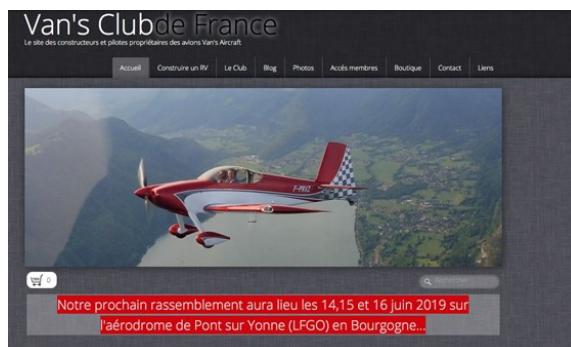 Van's Club de France
Le site des constructeurs et pilotes propriétaires des avions Van's Aircraft
Accueil Construire un RV Le Club Blog Photos Accés membres Boutique Contact Liens
0
Rechercher
Notre prochain rassemblement aura lieu les 14,15 et 16 juin 2019 sur
l'aérodrome de Pont sur Yonne (LFGO) en Bourgogne...